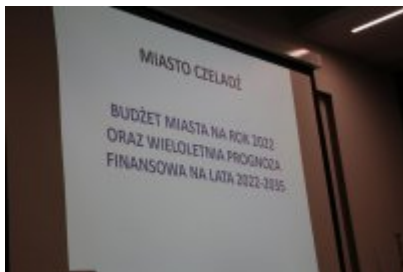 MIASTO CZELADŹ
BUDŻET MIASTA NA ROK 2022
ORAZ WIELOLETNIA PROGNOZA
FINANSOWA NA LATA 2022-2035